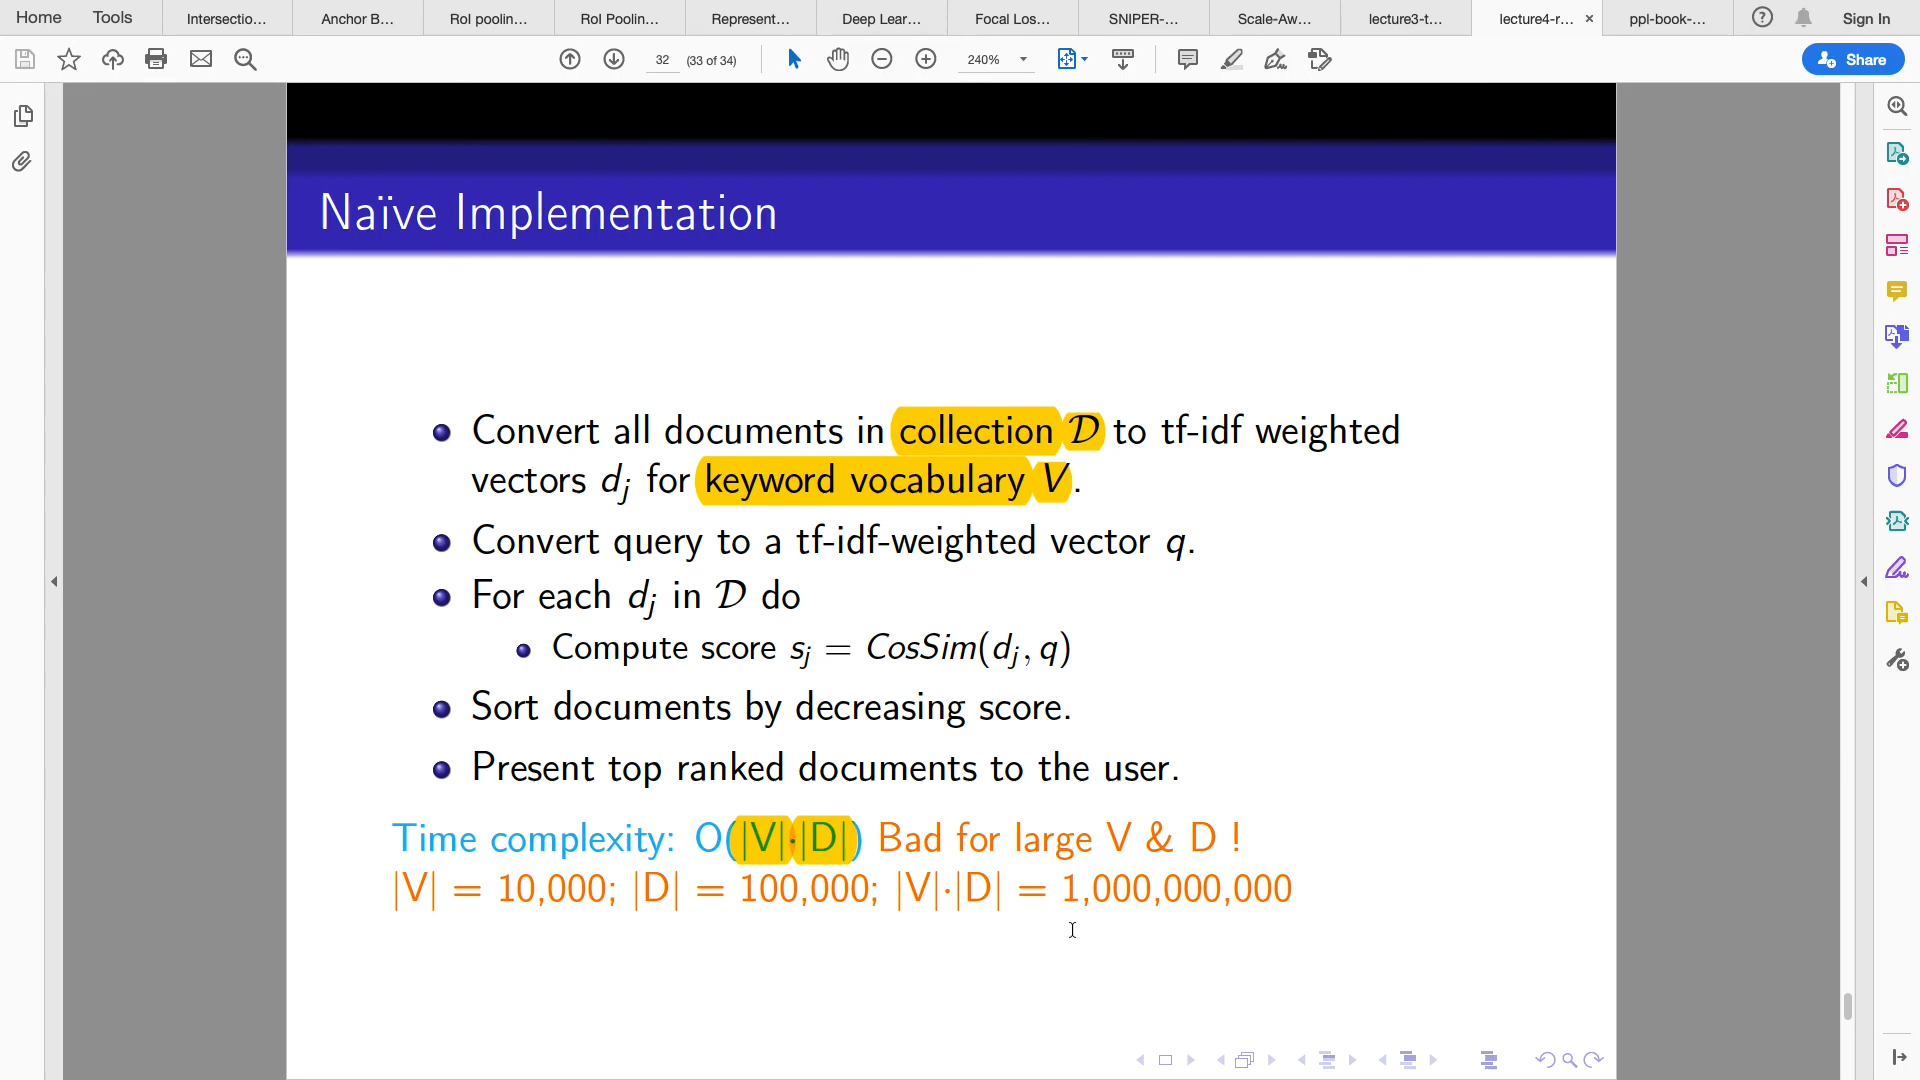 Home Tools Intersectio... Anchor B... RoI poolin... RoI Poolin... Represent... Deep Lear... Focal Los... SNIPER-... Scale-Aw... lecture3-t... lecture4-r... × ppl-book-... Sign In
32 (33 of 34) 240% Share
Naïve Implementation
Convert all documents in collection 𝒟 to tf-idf weighted
vectors dj for keyword vocabulary V.
Convert query to a tf-idf-weighted vector q.
For each dj in 𝒟 do
Compute score sj = CosSim(dj, q)
Sort documents by decreasing score.
Present top ranked documents to the user.
Time complexity: O(|V|·|D|) Bad for large V & D !
|V| = 10,000; |D| = 100,000; |V|·|D| = 1,000,000,000